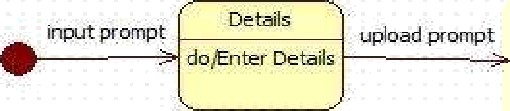 Details
input prompt
upload prompt
do/Enter Details